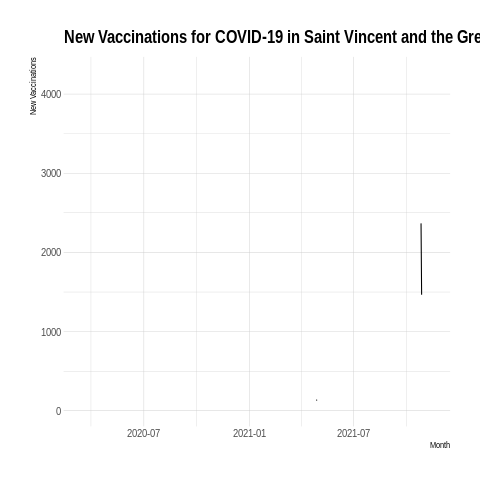 New Vaccinations for COVID-19 in Saint Vincent and the Gre
New Vaccinations
4000
3000
2000
1000
0
2020-07 2021-01 2021-07
Month